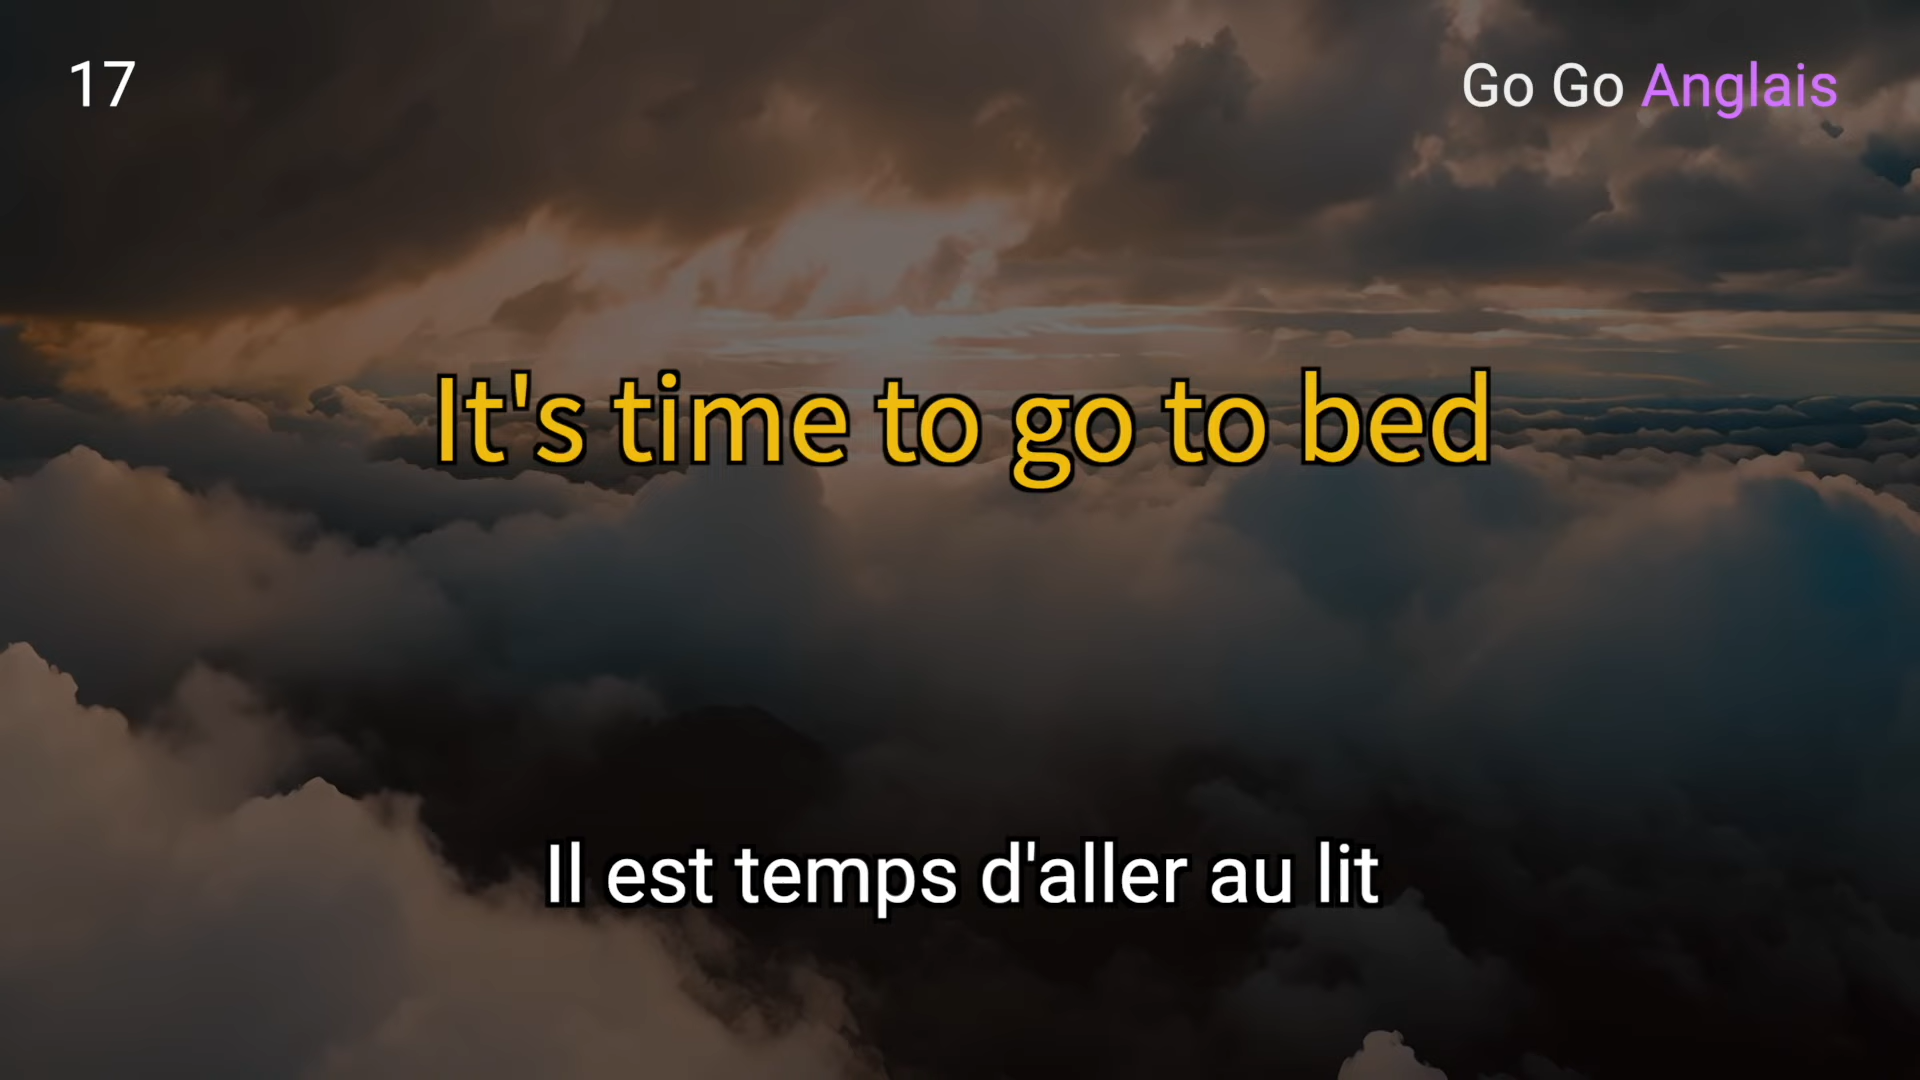 17
Go Go Anglais
It's time to go to bed
Il est temps d'aller au lit